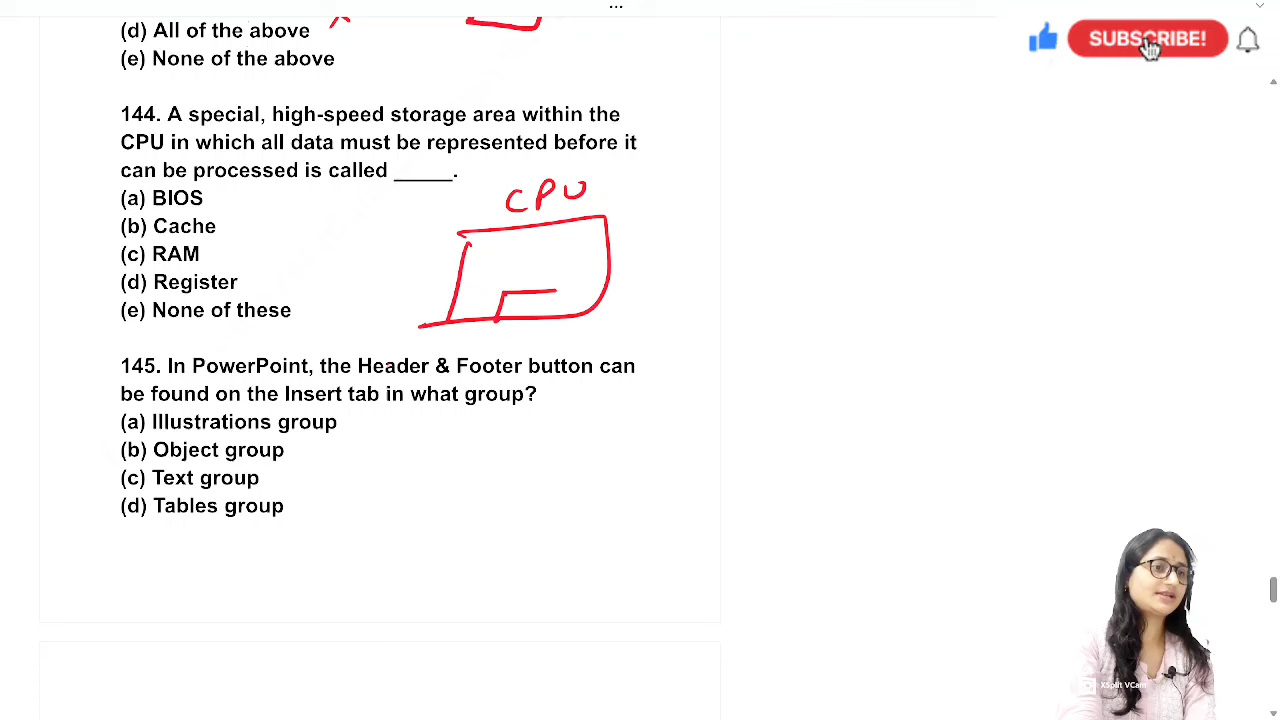 ...
SUBSCRIBE!
(d) All of the above
(e) None of the above
144. A special, high-speed storage area within the
CPU in which all data must be represented before it
can be processed is called _____.
(a) BIOS
(b) Cache
(c) RAM
(d) Register
(e) None of these
CPU
145. In PowerPoint, the Header & Footer button can
be found on the Insert tab in what group?
(a) Illustrations group
(b) Object group
(c) Text group
(d) Tables group
XSplit VCam